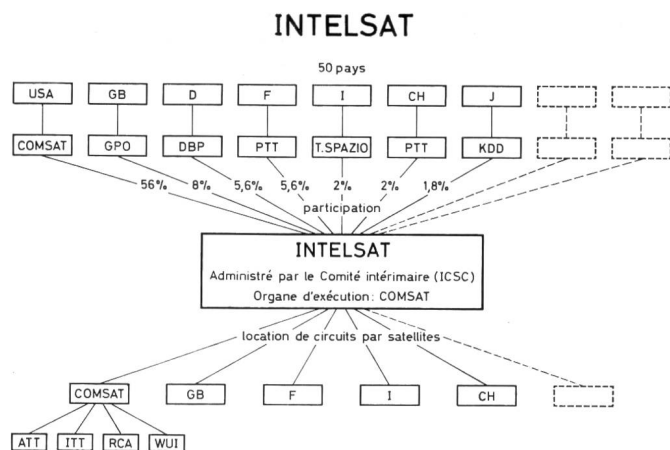 INTELSAT
50 pays
USA GB D F I CH J
COMSAT GPO DBP PTT T.SPAZIO PTT KDD
56% 8% 5,6% 5,6% 2% 2% 1,8%
participation
INTELSAT
Administré par le Comité intérimaire (ICSC)
Organe d'exécution: COMSAT
location de circuits par satellites
COMSAT GB F I CH
ATT ITT RCA WUI